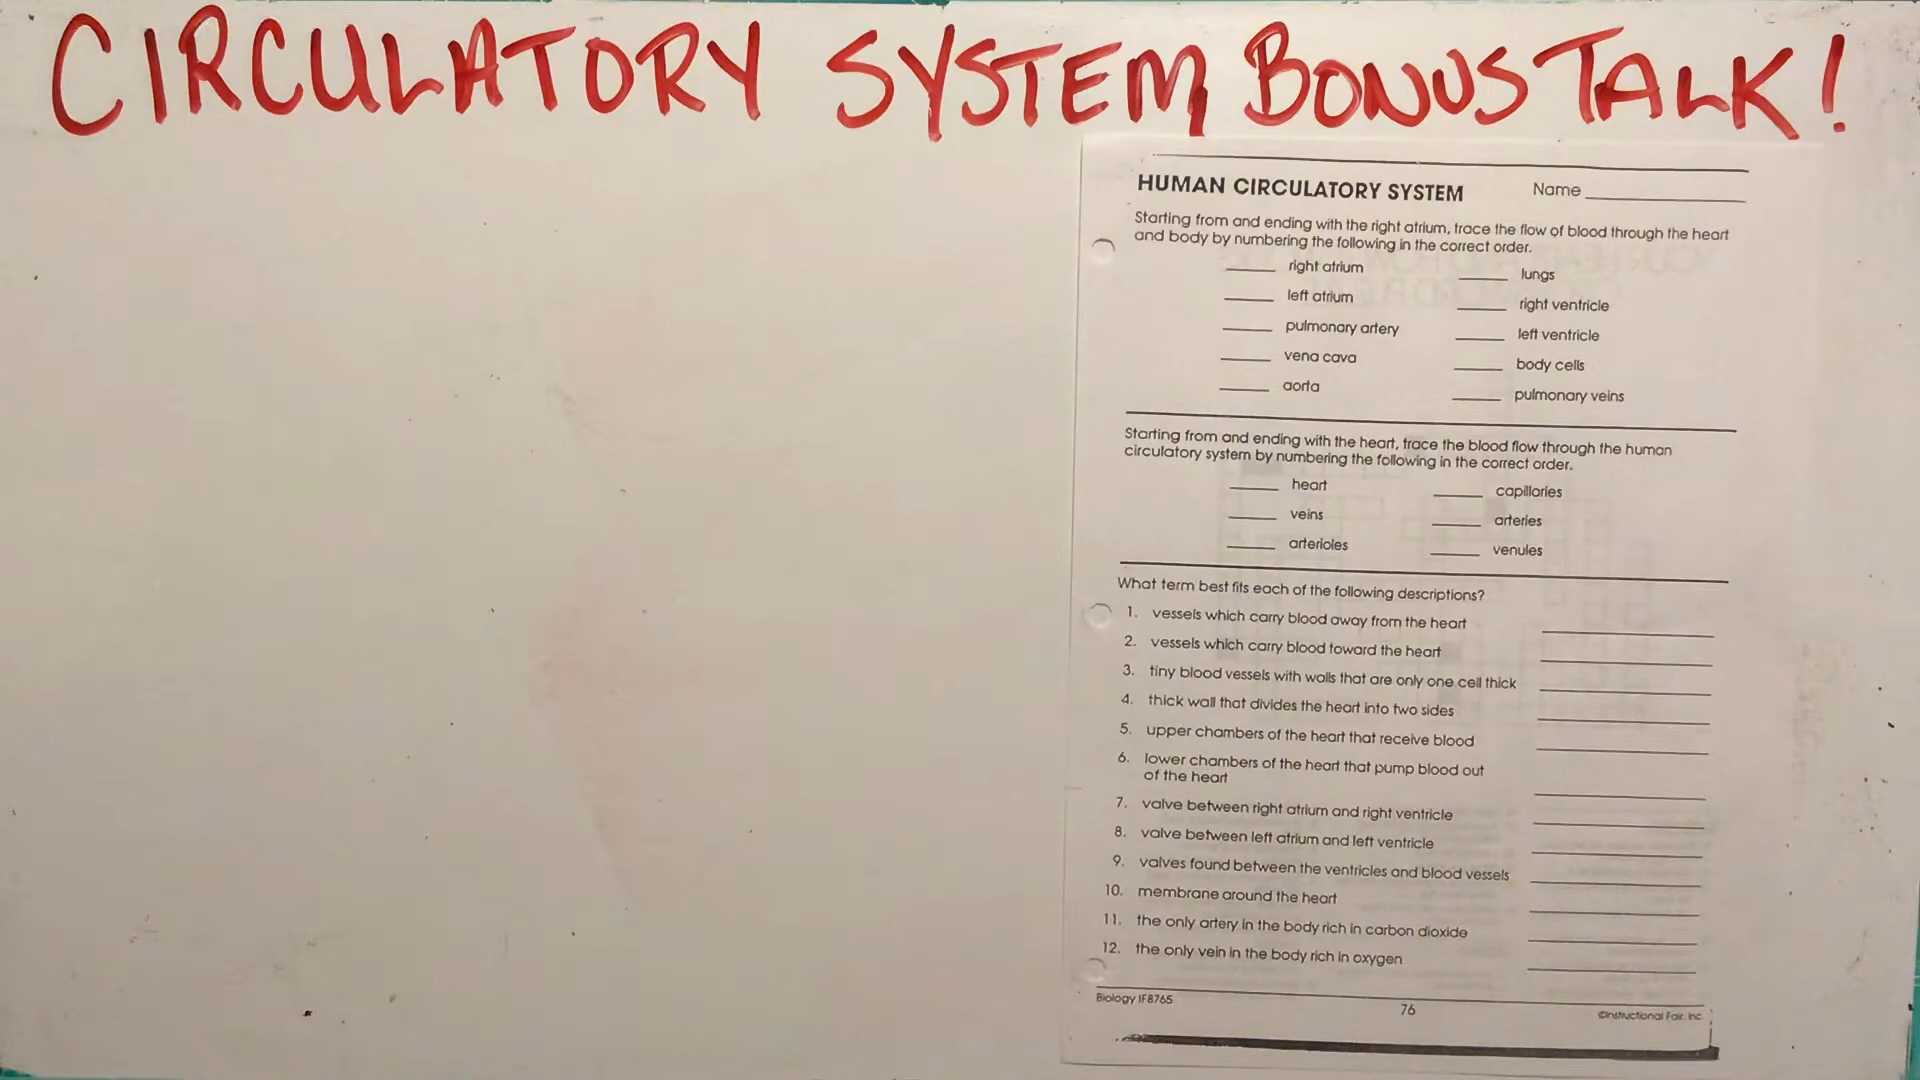 CIRCULATORY SYSTEM BONUS TALK!
HUMAN CIRCULATORY SYSTEM Name
Starting from and ending with the right atrium, trace the flow of blood through the heart
and body by numbering the following in the correct order.
right atrium lungs
left atrium right ventricle
pulmonary artery left ventricle
vena cava body cells
aorta pulmonary veins
Starting from and ending with the heart, trace the blood flow through the human
circulatory system by numbering the following in the correct order.
heart capillaries
veins arteries
arterioles venules
What term best fits each of the following descriptions?
1. vessels which carry blood away from the heart
2. vessels which carry blood toward the heart
3. tiny blood vessels with walls that are only one cell thick
4. thick wall that divides the heart into two sides
5. upper chambers of the heart that receive blood
6. lower chambers of the heart that pump blood out
of the heart
7. valve between right atrium and right ventricle
8. valve between left atrium and left ventricle
9. valves found between the ventricles and blood vessels
10. membrane around the heart
11. the only artery in the body rich in carbon dioxide
12. the only vein in the body rich in oxygen
Biology IF8765 76 ©Instructional Fair, Inc.